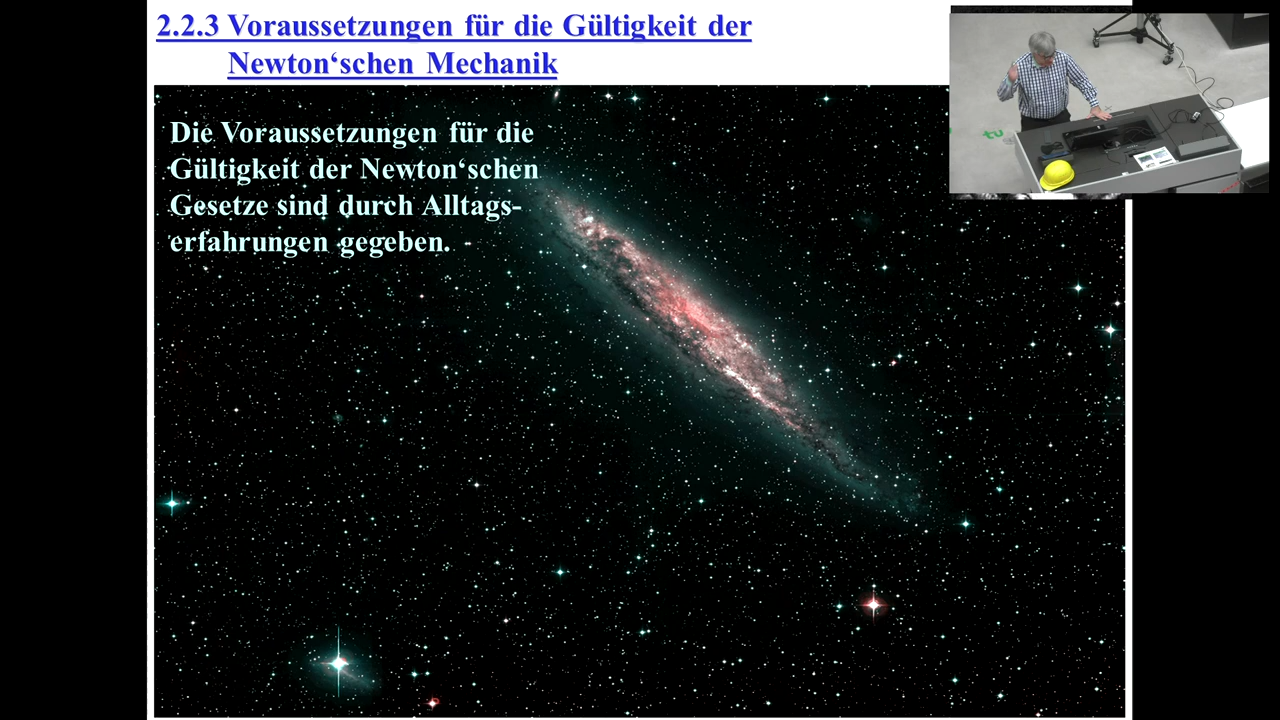 2.2.3 Voraussetzungen für die Gültigkeit der
Newton‘schen Mechanik
Die Voraussetzungen für die
Gültigkeit der Newton‘schen
Gesetze sind durch Alltags-
erfahrungen gegeben.